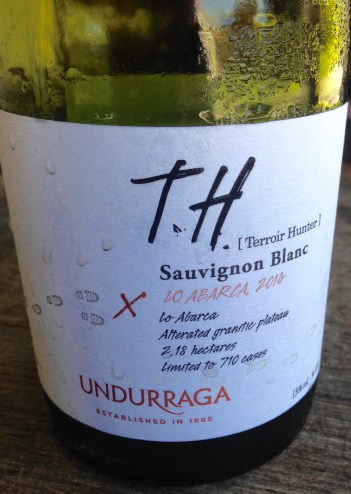 T.H.
[Terroir Hunter]
Sauvignon Blanc
LO ABARCA, 2014
Lo Abarca
Alterated granitic plateau
2,18 hectares
Limited to 710 cases
UNDURRAGA
ESTABLISHED IN 1885